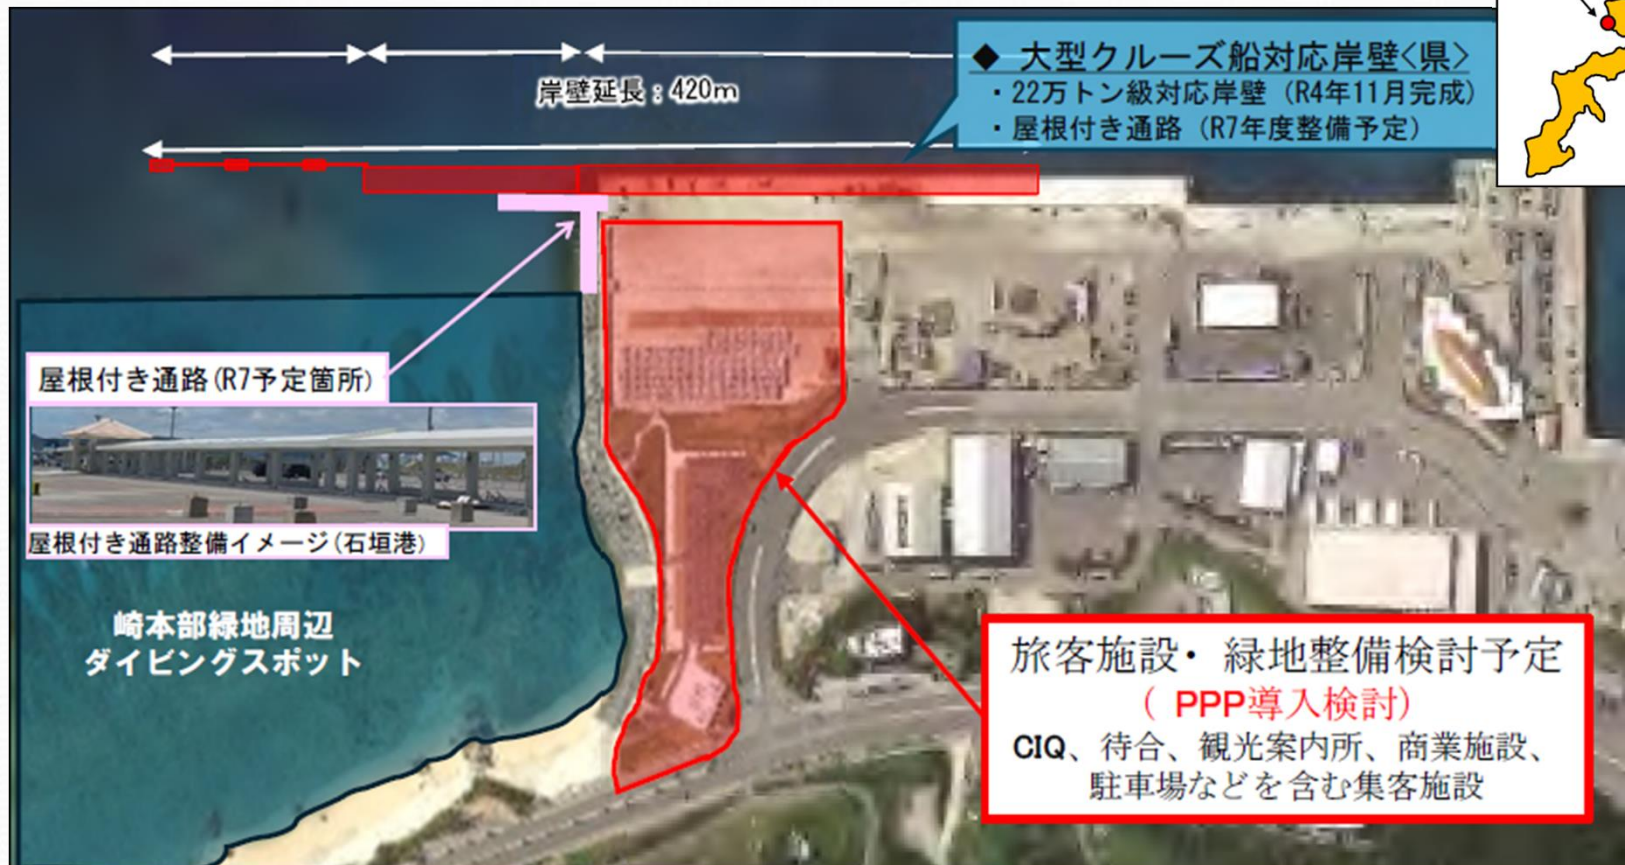 ◆ 大型クルーズ船対応岸壁<県>
・22万トン級対応岸壁（R4年11月完成）
・屋根付き通路（R7年度整備予定）
岸壁延長：420m
屋根付き通路(R7予定箇所)
屋根付き通路整備イメージ(石垣港)
崎本部緑地周辺
ダイビングスポット
旅客施設・ 緑地整備検討予定
（ PPP導入検討）
CIQ、待合、観光案内所、商業施設、
駐車場などを含む集客施設